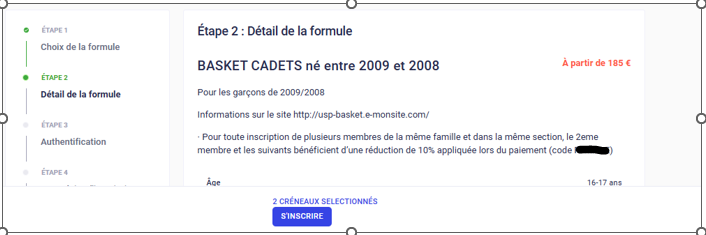 ÉTAPE 1
Choix de la formule
ÉTAPE 2
Détail de la formule
ÉTAPE 3
Authentification
ÉTAPE 4
Étape 2 : Détail de la formule
BASKET CADETS né entre 2009 et 2008
À partir de 185 €
Pour les garçons de 2009/2008
Informations sur le site http://usp-basket.e-monsite.com/
· Pour toute inscription de plusieurs membres de la même famille et dans la même section, le 2eme
membre et les suivants bénéficient d'une réduction de 10% appliquée lors du paiement (code )
Âge 16-17 ans
2 CRÉNEAUX SELECTIONNÉS
S'INSCRIRE